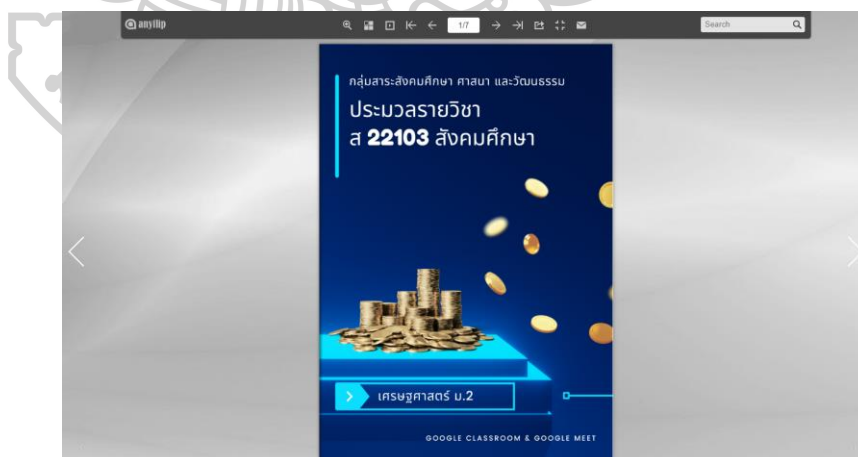 anyflip
1/7
Search
กลุ่มสาระสังคมศึกษา ศาสนา และวัฒนธรรม
ประมวลรายวิชา
ส 22103 สังคมศึกษา
เศรษฐศาสตร์ ม.2
GOOGLE CLASSROOM & GOOGLE MEET